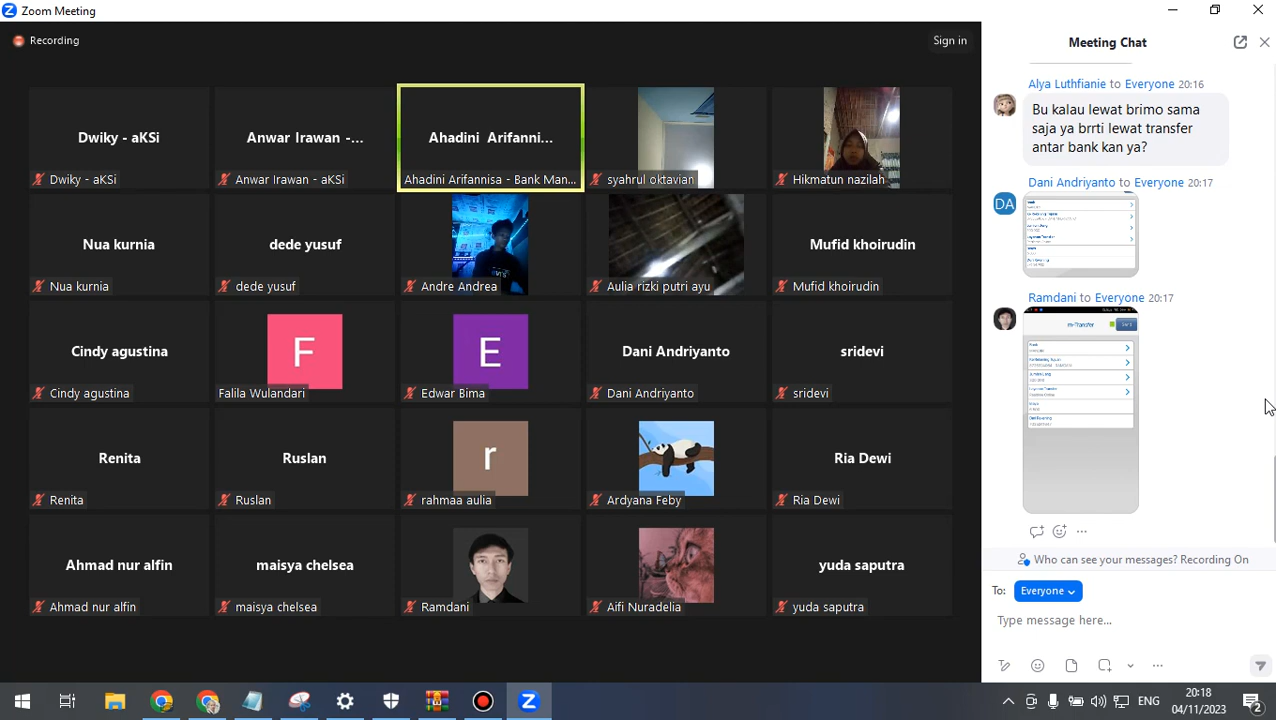 Zoom Meeting
Recording
Sign in
Dwiky - aKSi
Dwiky - aKSi
Anwar Irawan -...
Anwar Irawan - aKSi
Ahadini Arifanni...
Ahadini Arifannisa - Bank Man...
syahrul oktavian
Hikmatun nazilah
Nua kurnia
Nua kurnia
dede yusuf
dede yusuf
Andre Andrea
Aulia rizki putri ayu
Mufid khoirudin
Mufid khoirudin
Cindy agustina
Cindy agustina
F
Falila Wulandari
E
Edwar Bima
Dani Andriyanto
Dani Andriyanto
sridevi
sridevi
Renita
Renita
Ruslan
Ruslan
r
rahmaa aulia
Ardyana Feby
Ria Dewi
Ria Dewi
Ahmad nur alfin
Ahmad nur alfin
maisya chelsea
maisya chelsea
Ramdani
Aifi Nuradelia
yuda saputra
yuda saputra
Meeting Chat
Alya Luthfianie to Everyone 20:16
Bu kalau lewat brimo sama
saja ya brrti lewat transfer
antar bank kan ya?
Dani Andriyanto to Everyone 20:17
DA
Ramdani to Everyone 20:17
m-Transfer
Who can see your messages? Recording On
To: Everyone
Type message here...
ENG
20:18
04/11/2023
2